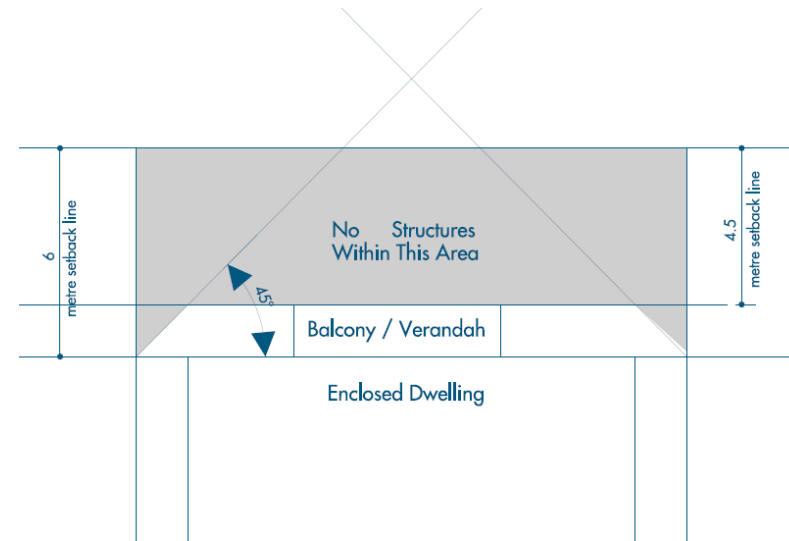 6
metre setback line
No Structures
Within This Area
4.5
metre setback line
45°
Balcony / Verandah
Enclosed Dwelling